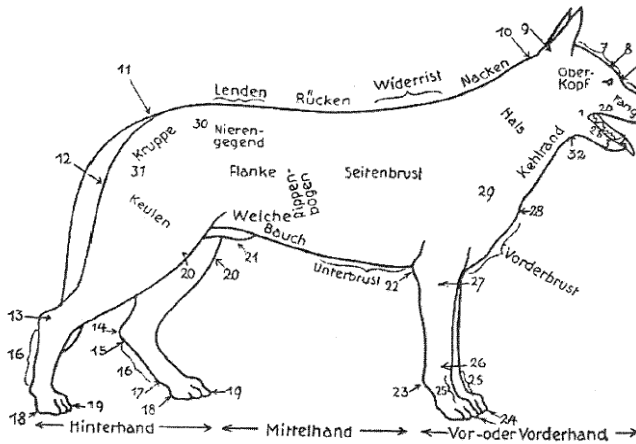 9
10
7
8
11
Lenden
Rücken
Widerrist
Nacken
Ober-
Kopf
Fang
Hals
30
Nieren-
gegend
Kruppe
12
31
Kehlrand
32
Flanke
Rippen-
bogen
Seitenbrust
29
28
Keulen
Welche
Bauch
Vorderbrust
20
20
21
Unterbrust
22
27
13
14
15
16
16
17
18
19
18
19
26
25
25
23
24
Hinterhand
Mittelhand
Vor-oder Vorderhand